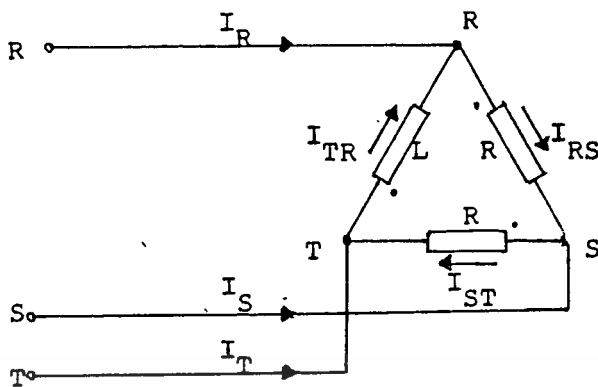 R
R I_R
I_TR L R I_RS
R
T S
I_ST
S I_S
T I_T